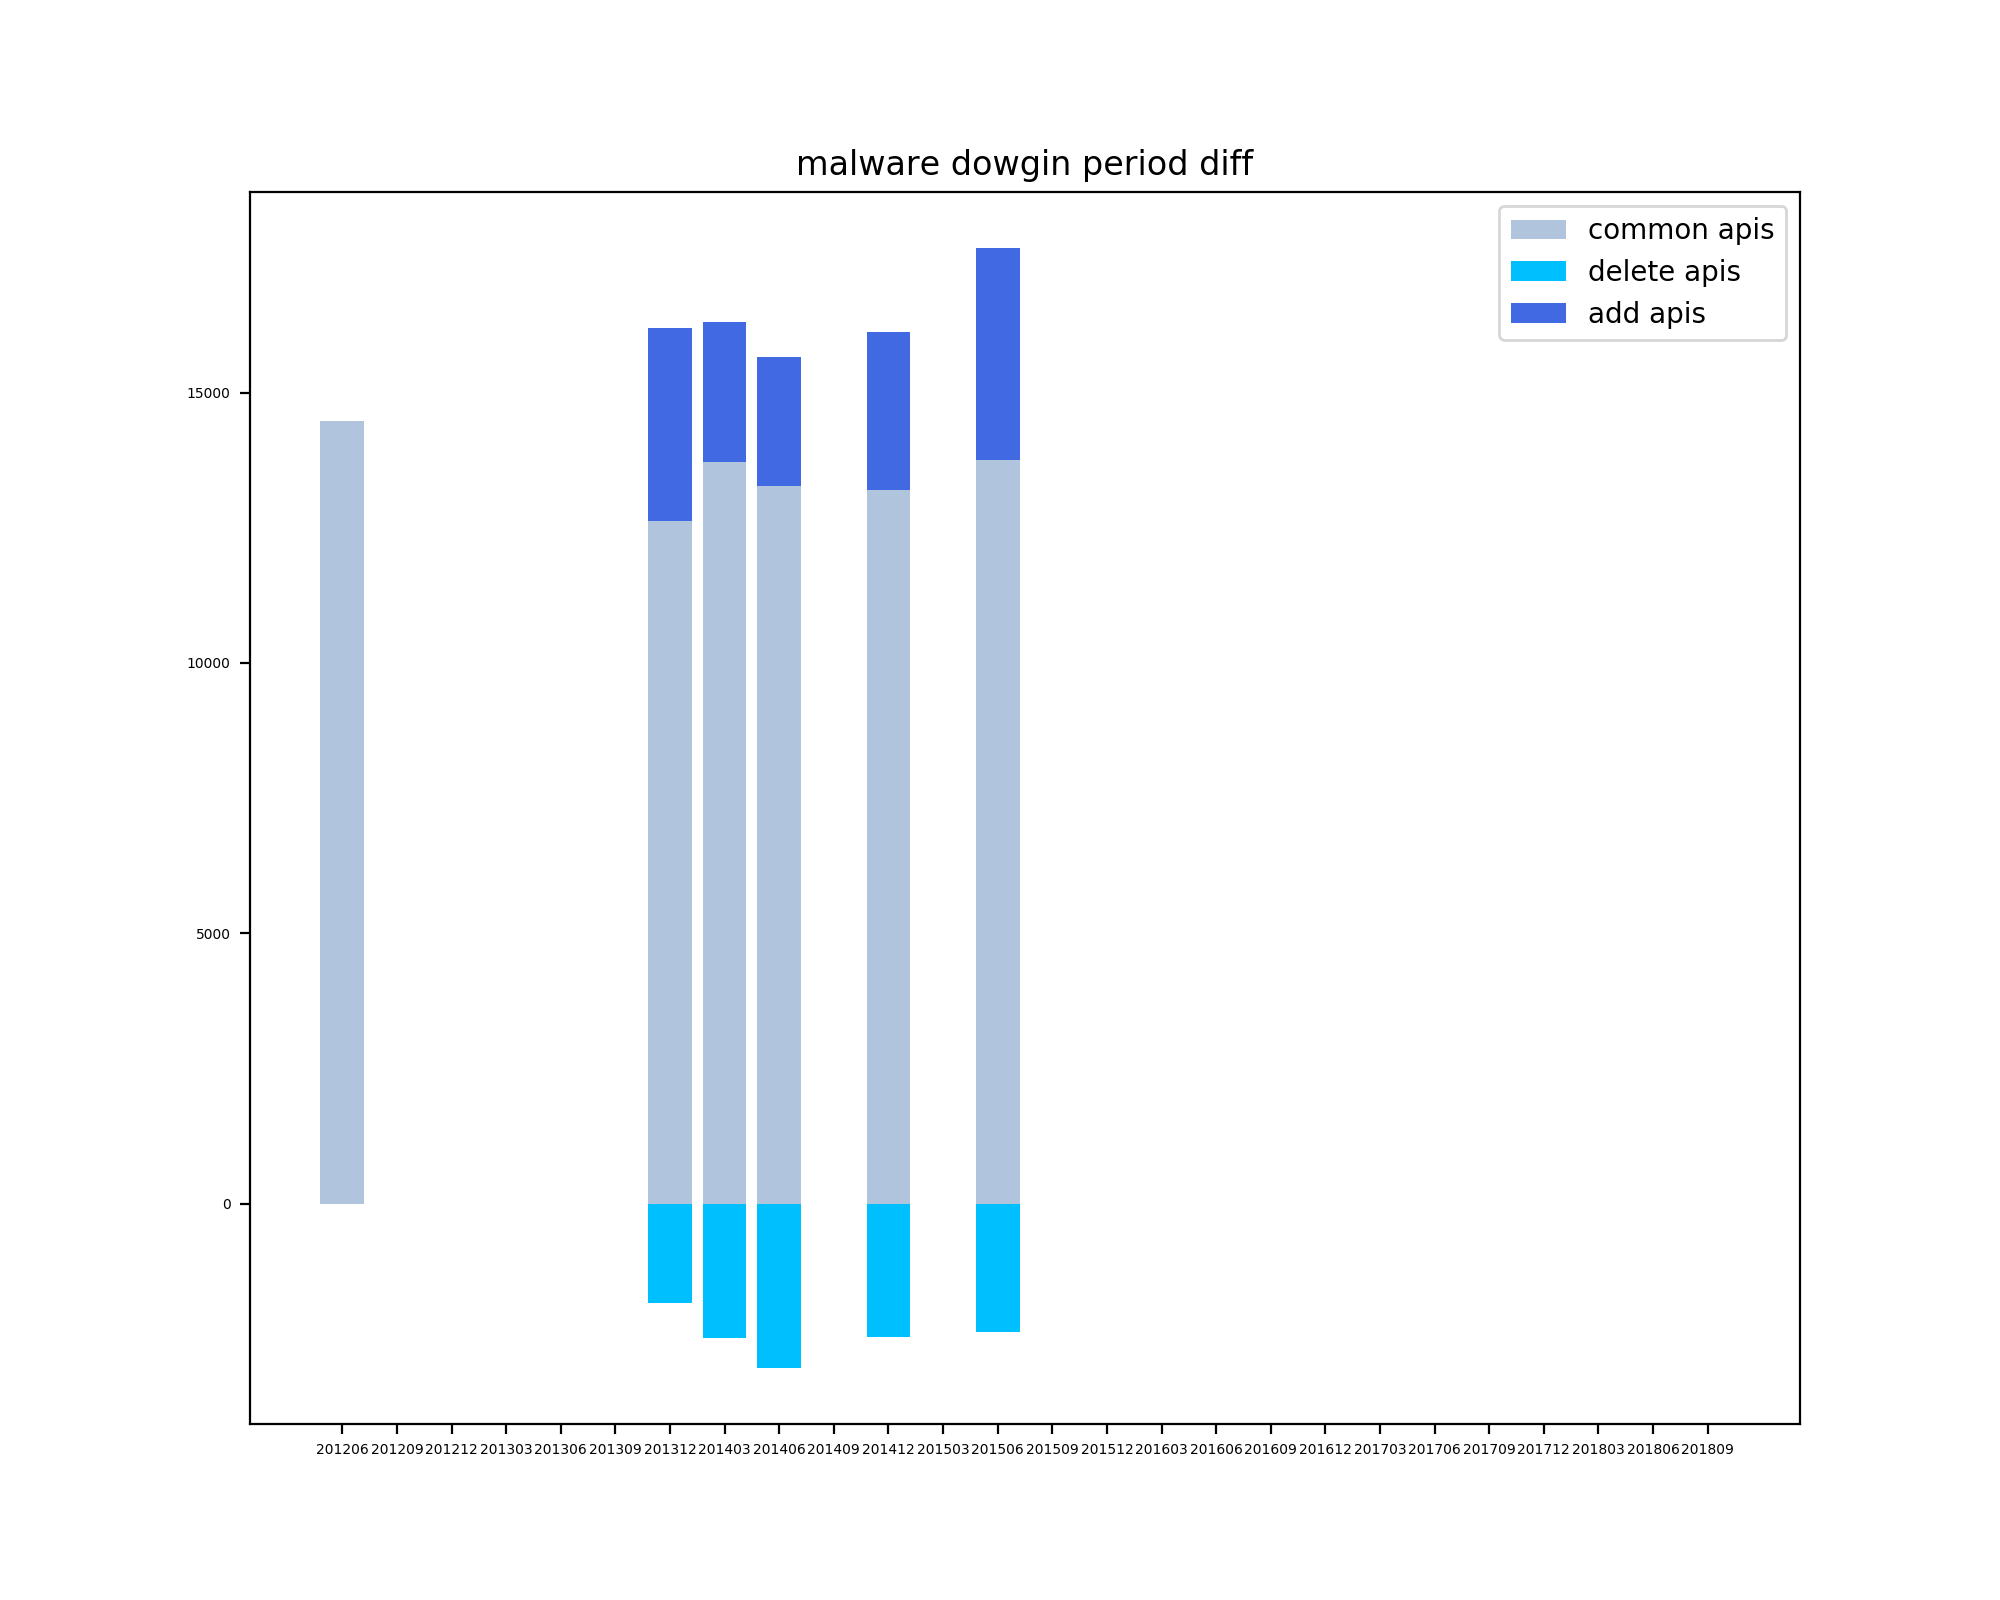 malware dowgin period diff
common apis
delete apis
add apis
15000
10000
5000
0
201206 201209 201212 201303 201306 201309 201312 201403 201406 201409 201412 201503 201506 201509 201512 201603 201606 201609 201612 201703 201706 201709 201712 201803 201806 201809